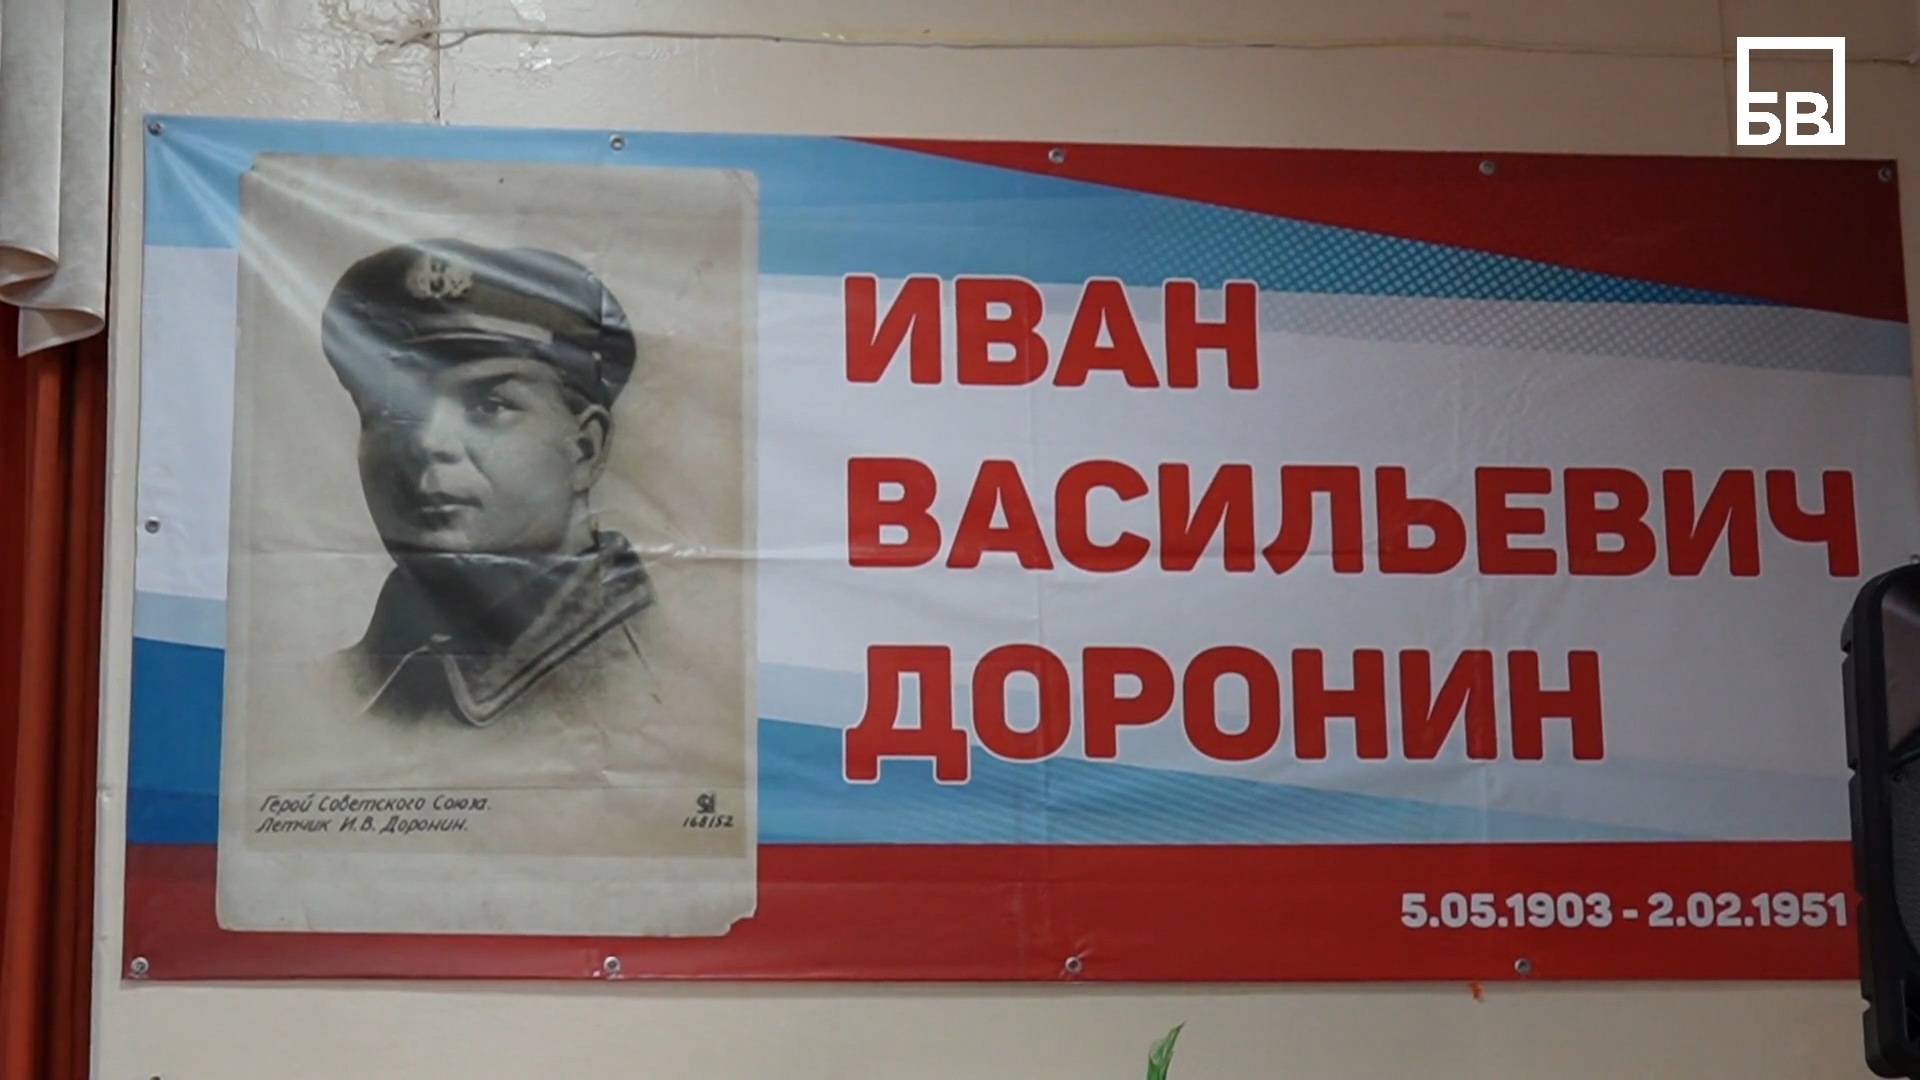 БВ
ИВАН
ВАСИЛЬЕВИЧ
ДОРОНИН
Герой Советского Союза.
Летчик И.В. Доронин.
168152
5.05.1903 - 2.02.1951